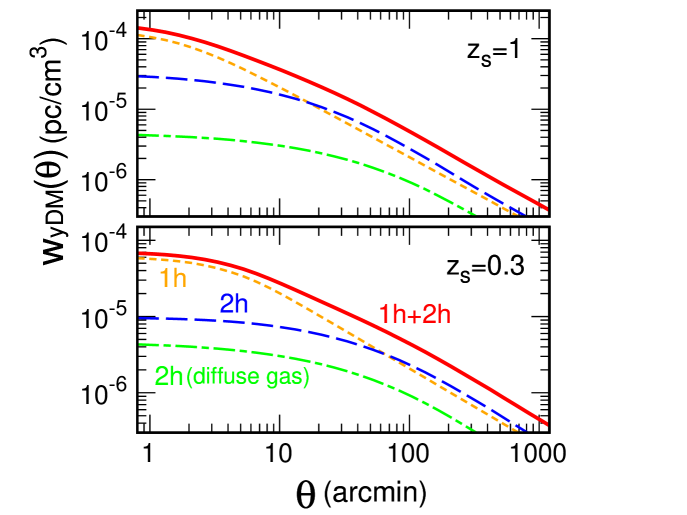 w_yDM(θ) (pc/cm³)
10⁻⁴
10⁻⁵
10⁻⁶
z_s=1
10⁻⁴
10⁻⁵
10⁻⁶
z_s=0.3
1h
2h
1h+2h
2h (diffuse gas)
1 10 100 1000
θ (arcmin)